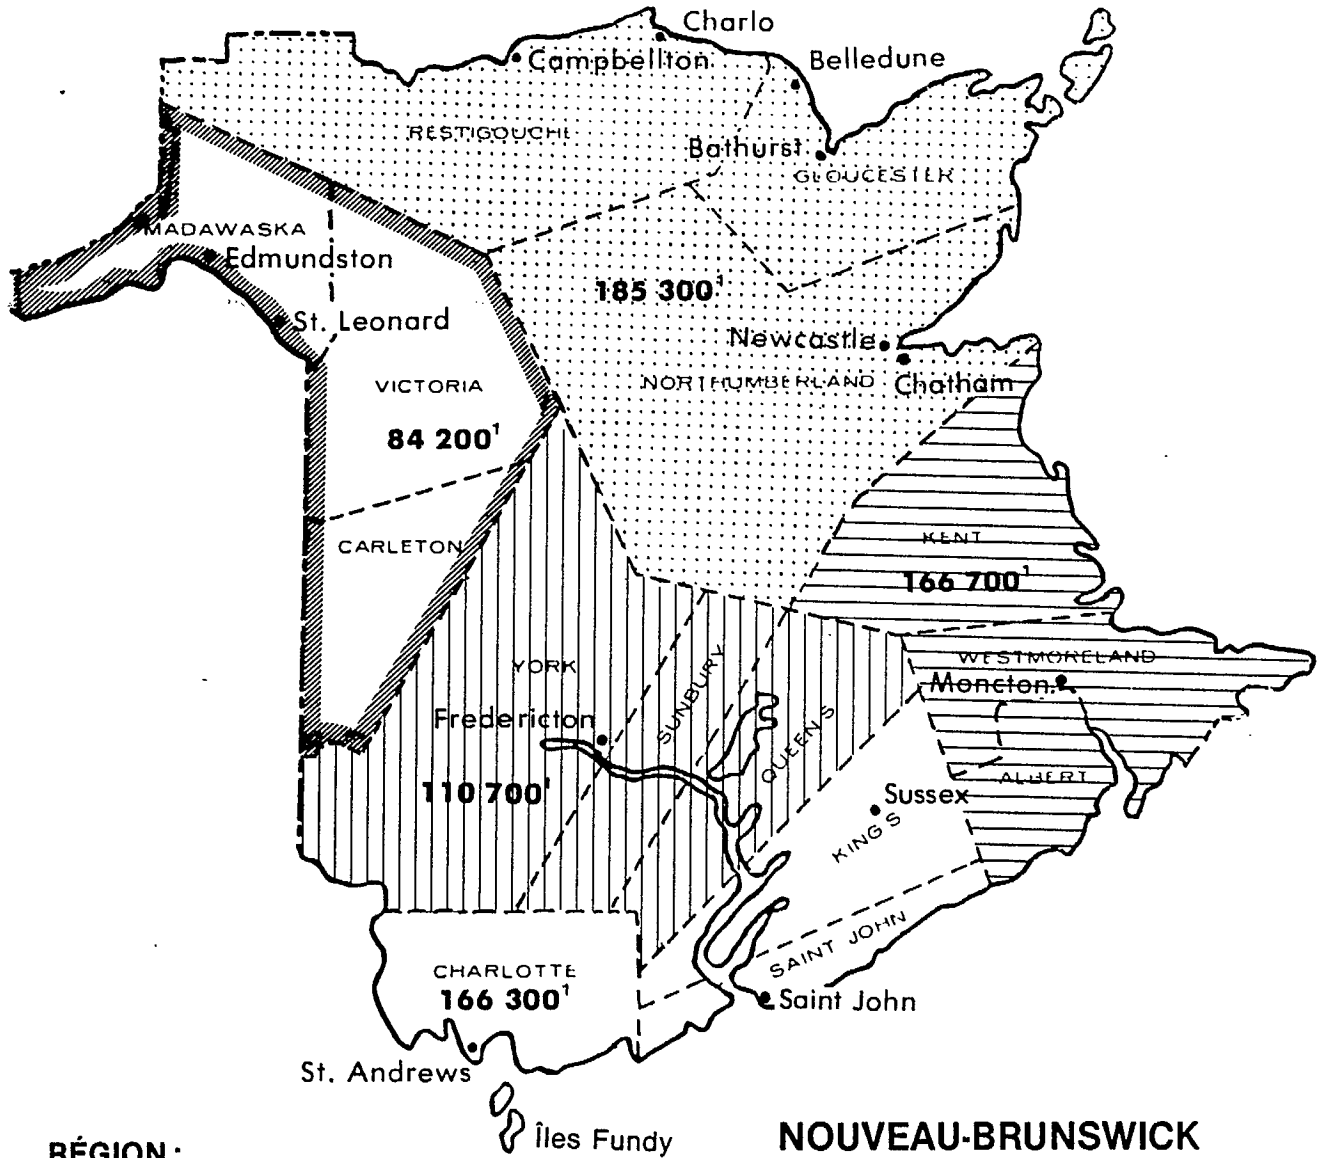 Charlo
Campbellton
Belledune
RESTIGOUCHE
Bathurst
GLOUCESTER
MADAWASKA
Edmundston
185 300¹
St. Leonard
Newcastle
VICTORIA
NORTHUMBERLAND
Chatham
84 200¹
CARLETON
KENT
166 700¹
YORK
SUNBURY
WESTMORELAND
Moncton
Fredericton
QUEENS
110 700¹
ALBERT
Sussex
KINGS
CHARLOTTE
SAINT JOHN
166 300¹
Saint John
St. Andrews
Îles Fundy
NOUVEAU-BRUNSWICK
RÉGION :